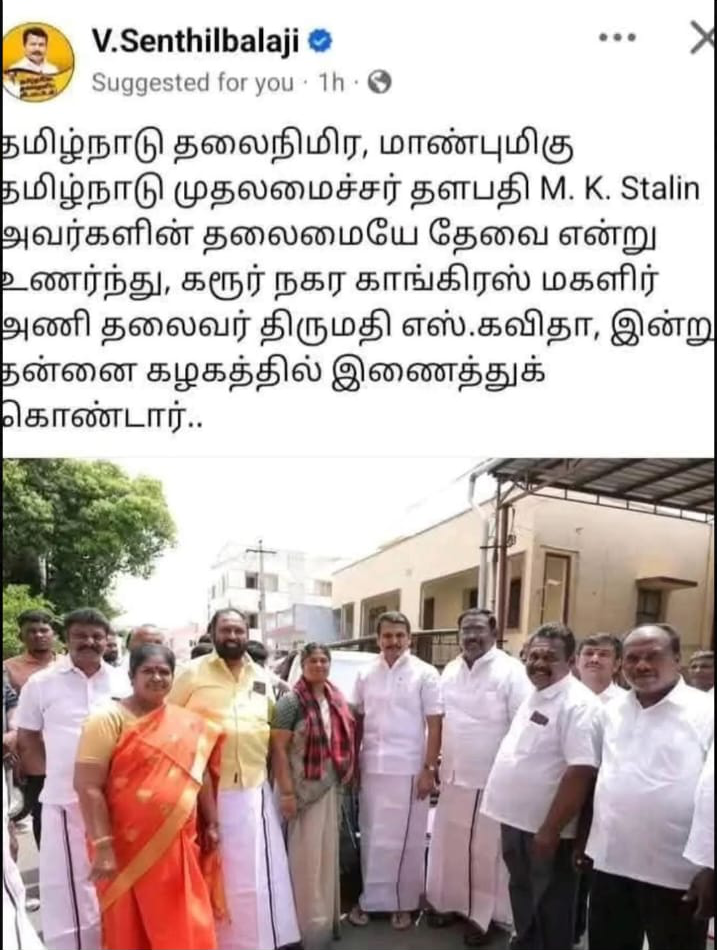 V.Senthilbalaji
Suggested for you · 1h ·
தமிழ்நாடு தலைநிமிர, மாண்புமிகு
தமிழ்நாடு முதலமைச்சர் தளபதி M. K. Stalin
அவர்களின் தலைமையே தேவை என்று
உணர்ந்து, கரூர் நகர காங்கிரஸ் மகளிர்
அணி தலைவர் திருமதி எஸ்.கவிதா, இன்று
தன்னை கழகத்தில் இணைத்துக்
கொண்டார்..